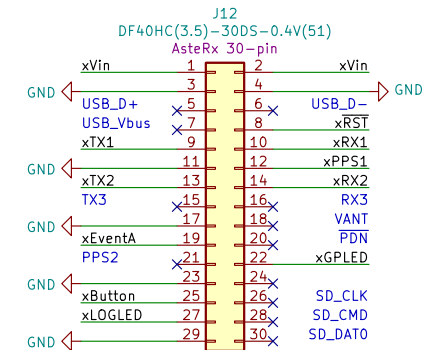 J12
DF40HC(3.5)-30DS-0.4V(51)
AsteRx 30-pin
xVin 1 2 xVin
GND 3 4 GND
USB_D+ 5 6 USB_D-
USB_Vbus 7 8 xRST
xTX1 9 10 xRX1
GND 11 12 xPPS1
xTX2 13 14 xRX2
TX3 15 16 RX3
GND 17 18 VANT
xEventA 19 20 PDN
PPS2 21 22 xGPLED
GND 23 24
xButton 25 26 SD_CLK
xLOGLED 27 28 SD_CMD
GND 29 30 SD_DAT0